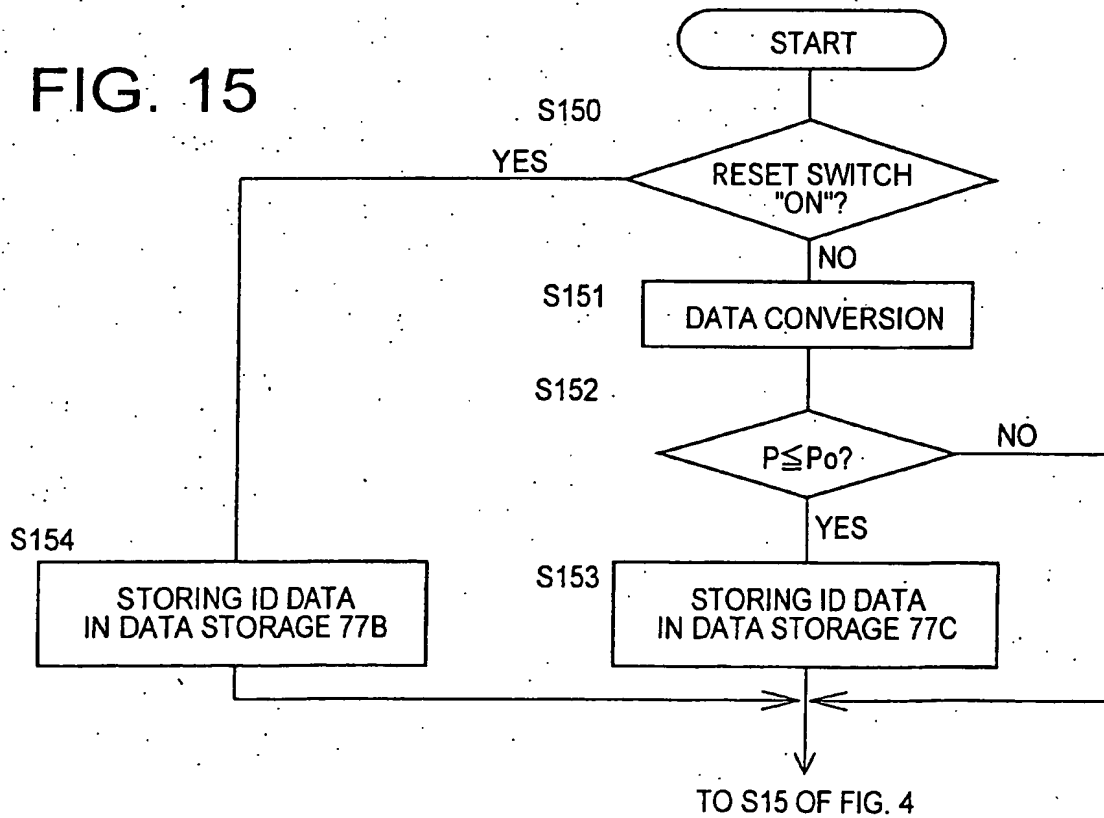 FIG. 15
START
S150
YES
RESET SWITCH
"ON"?
NO
S151
DATA CONVERSION
S152
P≦Po?
NO
YES
S154
STORING ID DATA
IN DATA STORAGE 77B
S153
STORING ID DATA
IN DATA STORAGE 77C
TO S15 OF FIG. 4